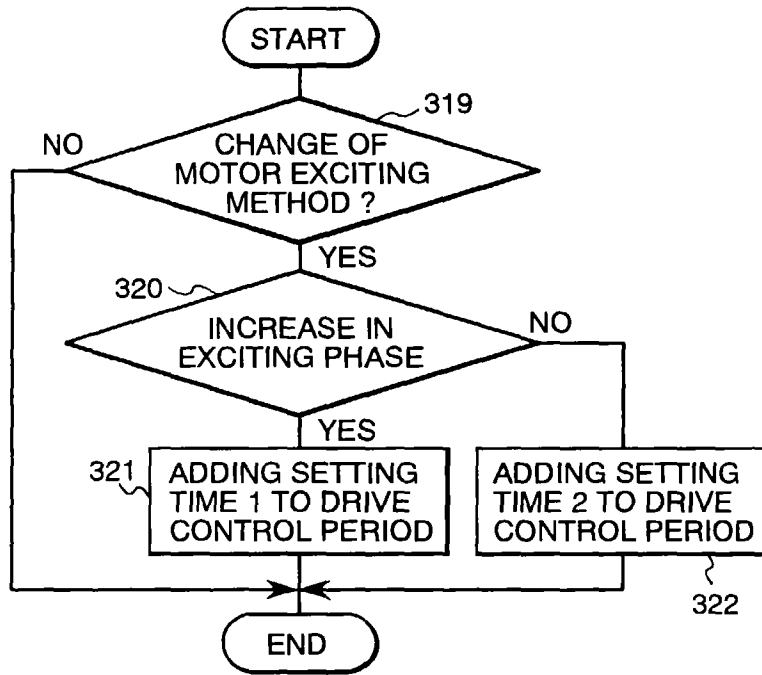 START
319
NO
CHANGE OF
MOTOR EXCITING
METHOD ?
YES
320
INCREASE IN
EXCITING PHASE
NO
YES
321
ADDING SETTING
TIME 1 TO DRIVE
CONTROL PERIOD
ADDING SETTING
TIME 2 TO DRIVE
CONTROL PERIOD
322
END